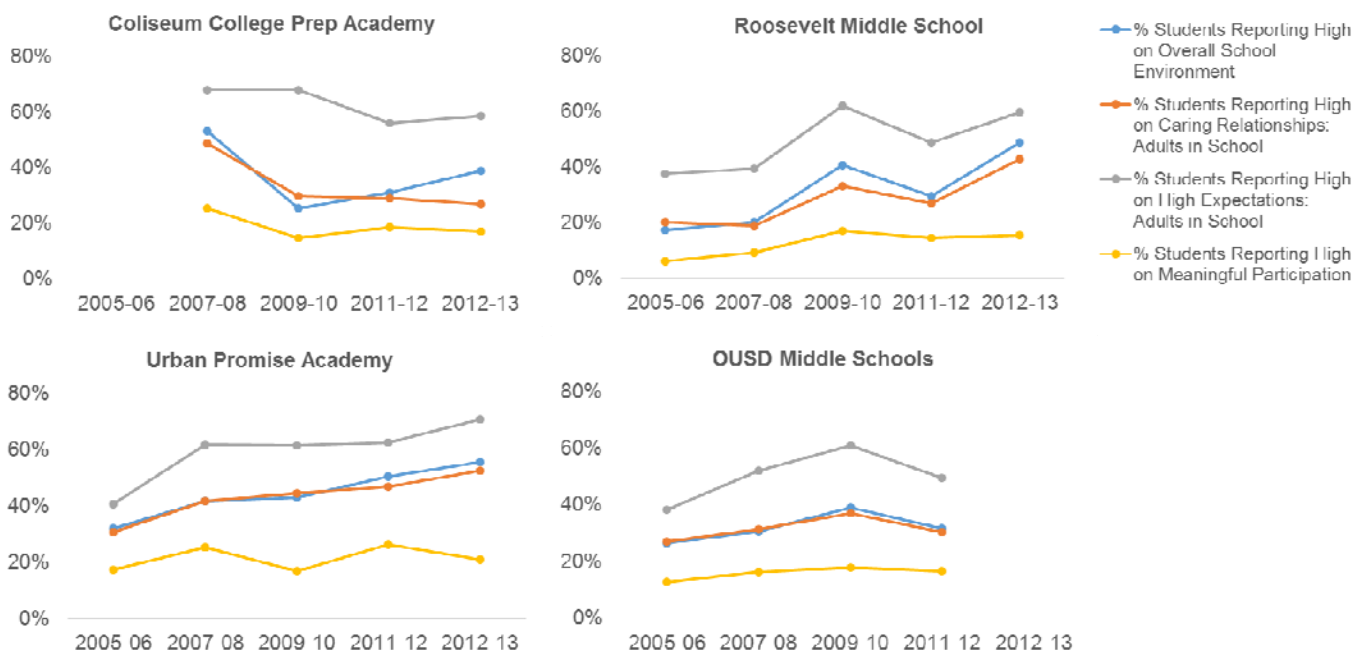 Coliseum College Prep Academy
80%
60%
40%
20%
0%
2005-06 2007-08 2009-10 2011-12 2012-13
Roosevelt Middle School
80%
60%
40%
20%
0%
2005-06 2007-08 2009-10 2011-12 2012-13
% Students Reporting High
on Overall School
Environment
% Students Reporting High
on Caring Relationships:
Adults in School
% Students Reporting High
on High Expectations:
Adults in School
% Students Reporting High
on Meaningful Participation
Urban Promise Academy
80%
60%
40%
20%
0%
2005 06 2007 08 2009 10 2011 12 2012 13
OUSD Middle Schools
80%
60%
40%
20%
0%
2005 06 2007 08 2009 10 2011 12 2012 13